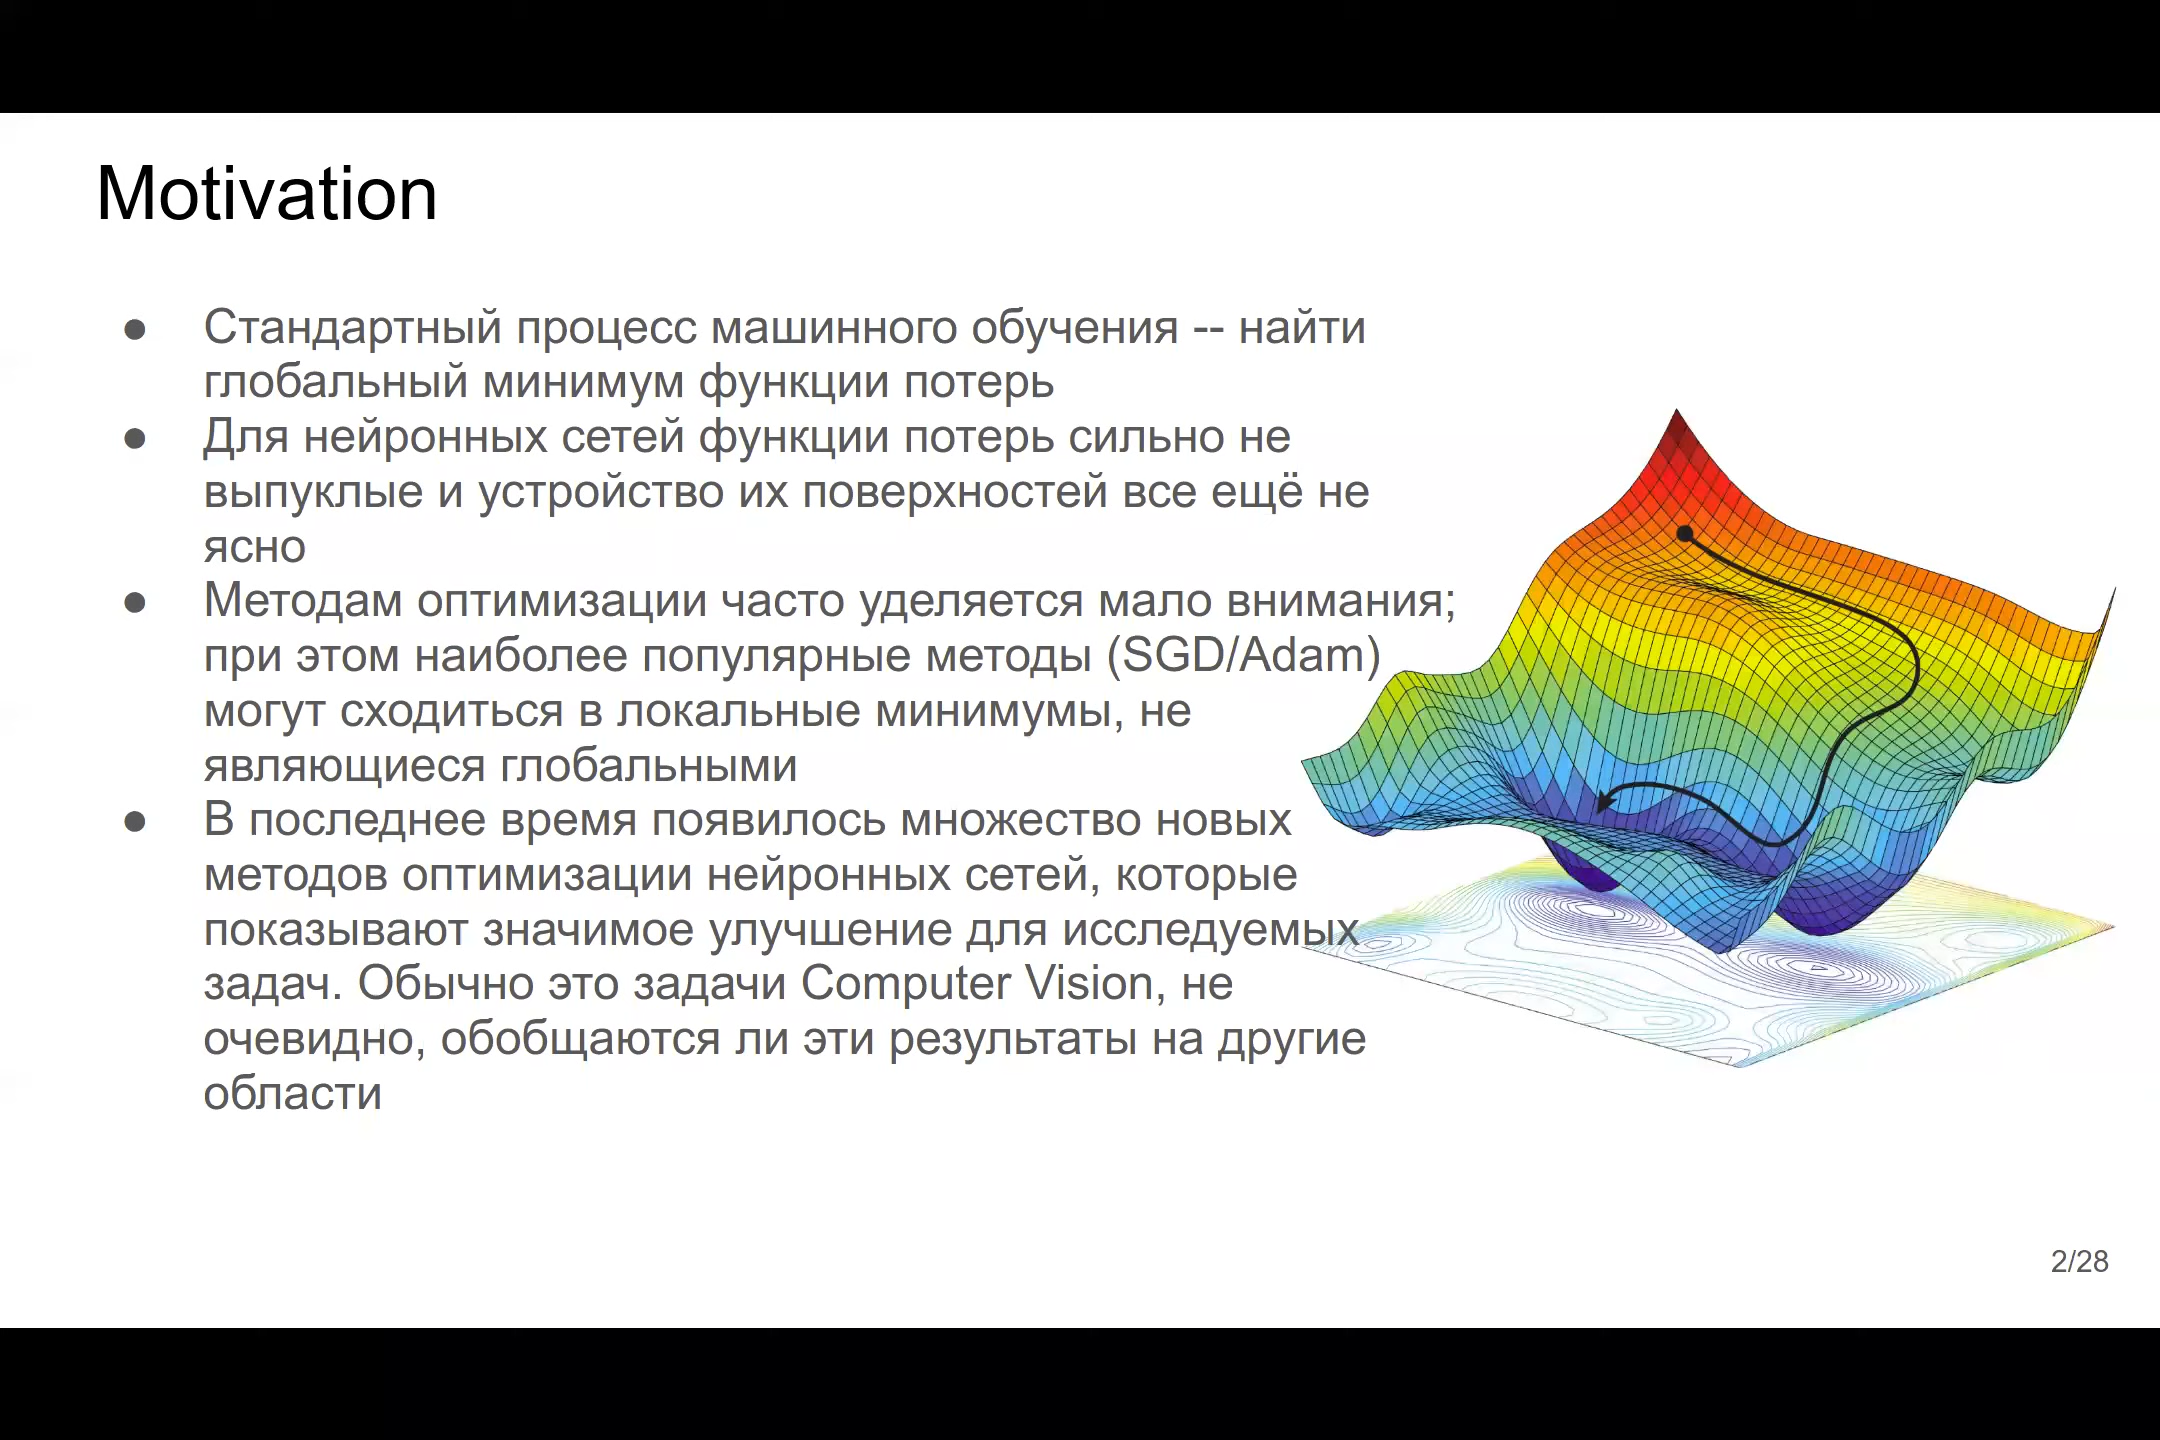 Motivation
● Стандартный процесс машинного обучения -- найти
глобальный минимум функции потерь
● Для нейронных сетей функции потерь сильно не
выпуклые и устройство их поверхностей все ещё не
ясно
● Методам оптимизации часто уделяется мало внимания;
при этом наиболее популярные методы (SGD/Adam)
могут сходиться в локальные минимумы, не
являющиеся глобальными
● В последнее время появилось множество новых
методов оптимизации нейронных сетей, которые
показывают значимое улучшение для исследуемых
задач. Обычно это задачи Computer Vision, не
очевидно, обобщаются ли эти результаты на другие
области
2/28